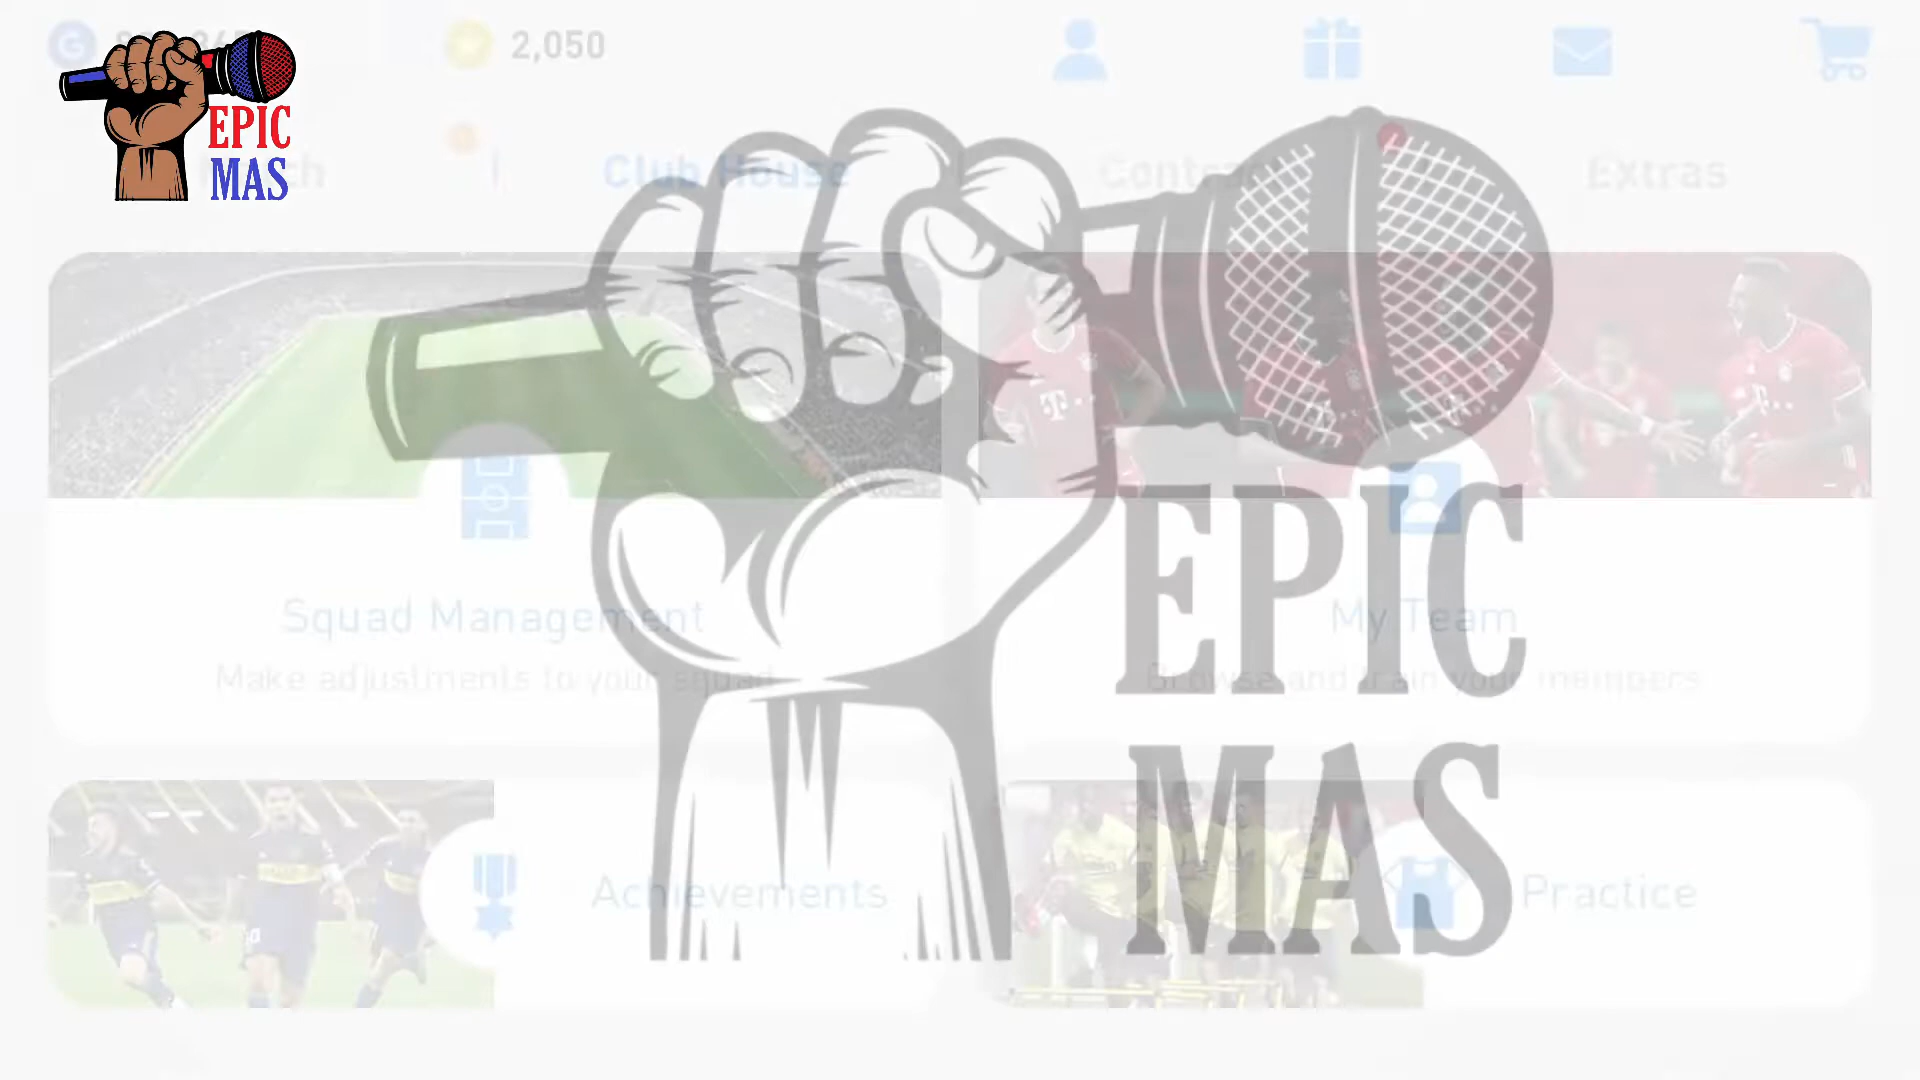 2,050
EPIC
MAS
Club House
Extras
EPIC
MAS
Squad Management
My Team
Make adjustments to your squad
Browse and train your members
Achievements
Practice